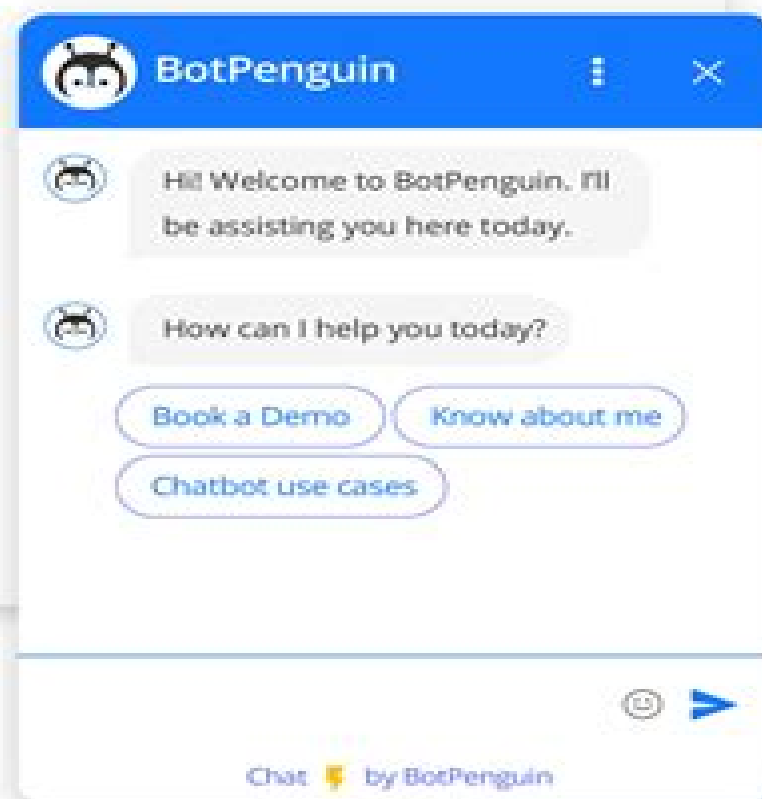 BotPenguin
Hi! Welcome to BotPenguin. I'll
be assisting you here today.
How can I help you today?
Book a Demo
Know about me
Chatbot use cases
Chat by BotPenguin